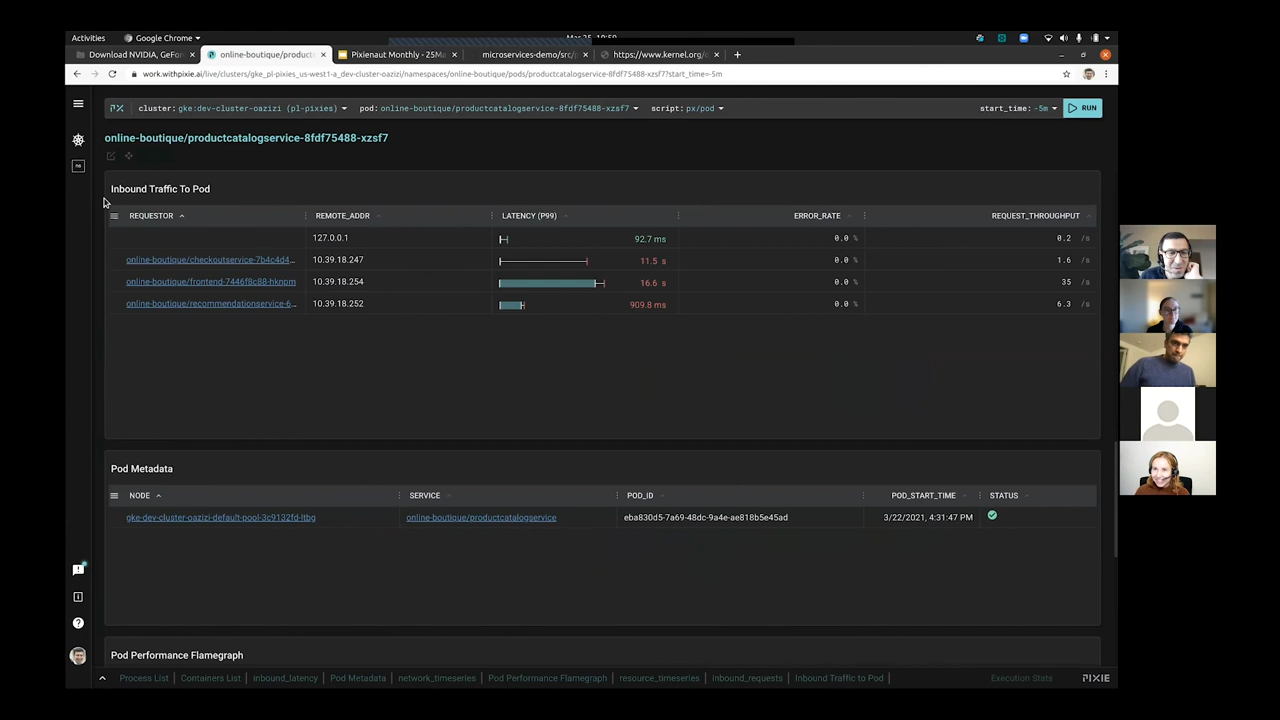 Activities
Google Chrome
Download NVIDIA, GeFor
online-boutique/product
Pixienaut Monthly - 25Ma
microservices-demo/src/
https://www.kernel.org/
work.withpixie.ai/live/clusters/gke_pl-pixies_us-west1-a_dev-cluster-oazizi/namespaces/online-boutique/pods/productcatalogservice-8fdf75488-xzsf7?start_time=-5m
cluster: gke:dev-cluster-oazizi (pl-pixies)
pod: online-boutique/productcatalogservice-8fdf75488-xzsf7
script: px/pod
start_time: -5m
RUN
online-boutique/productcatalogservice-8fdf75488-xzsf7
ns
Inbound Traffic To Pod
REQUESTOR REMOTE_ADDR LATENCY (P99) ERROR_RATE REQUEST_THROUGHPUT
127.0.0.1 92.7 ms 0.0 % 0.2 /s
online-boutique/checkoutservice-7b4c4d4... 10.39.18.247 11.5 s 0.0 % 1.6 /s
online-boutique/frontend-7446f8c88-hknpm 10.39.18.254 16.6 s 0.0 % 35 /s
online-boutique/recommendationservice-6... 10.39.18.252 909.8 ms 0.0 % 6.3 /s
Pod Metadata
NODE SERVICE POD_ID POD_START_TIME STATUS
gke-dev-cluster-oazizi-default-pool-3c9132fd-ltbg online-boutique/productcatalogservice eba830d5-7a69-48dc-9a4e-ae818b5e45ad 3/22/2021, 4:31:47 PM
Pod Performance Flamegraph
Process List
Containers List
inbound_latency
Pod Metadata
network_timeseries
Pod Performance Flamegraph
resource_timeseries
inbound_requests
Inbound Traffic to Pod
Execution Stats
PIXIE